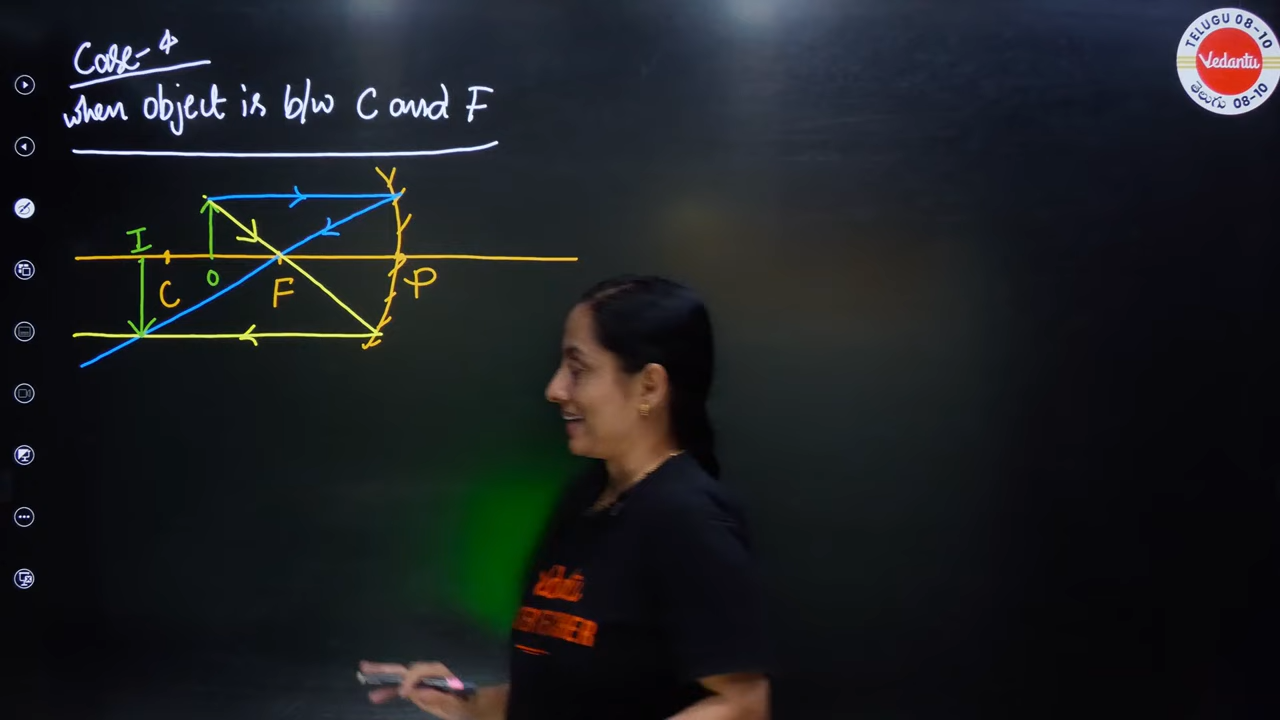 Case-4
when object is b/w C and F
I
C
O
F
P
TELUGU 08-10
Vedantu
తెలుగు 08-10